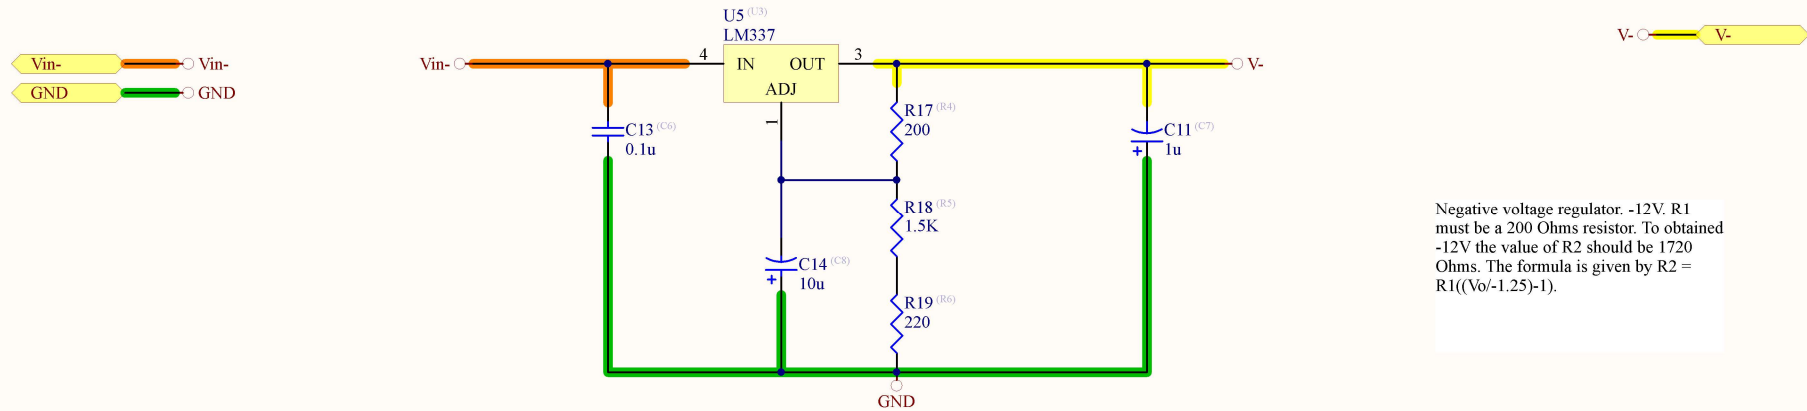 Vin-
Vin-
GND
GND
Vin-
4
U5 (U3)
LM337
IN
OUT
ADJ
3
1
V-
V-
V-
C13 (C6)
0.1u
R17 (R4)
200
C11 (C7)
1u
+
R18 (R5)
1.5K
C14 (C8)
10u
+
R19 (R6)
220
GND
Negative voltage regulator. -12V. R1
must be a 200 Ohms resistor. To obtained
-12V the value of R2 should be 1720
Ohms. The formula is given by R2 =
R1((Vo/-1.25)-1).